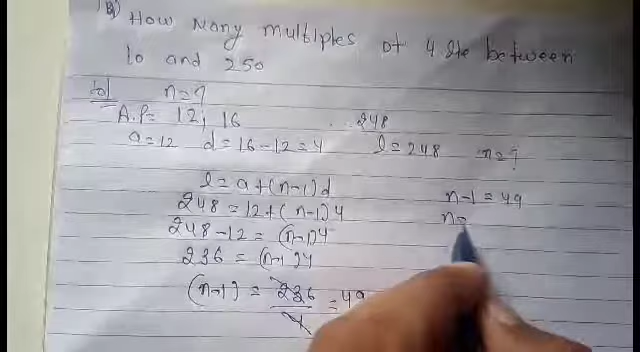 How many multiples of 4 lie between
10 and 250
Sol n=?
A.P= 12, 16 . . . 248
a=12 d=16-12=4 l=248 n=?
l=a+(n-1)d
248=12+(n-1)4
248-12=(n-1)4
236=(n-1)4
(n-1)=236/4=49
n-1=49
n=